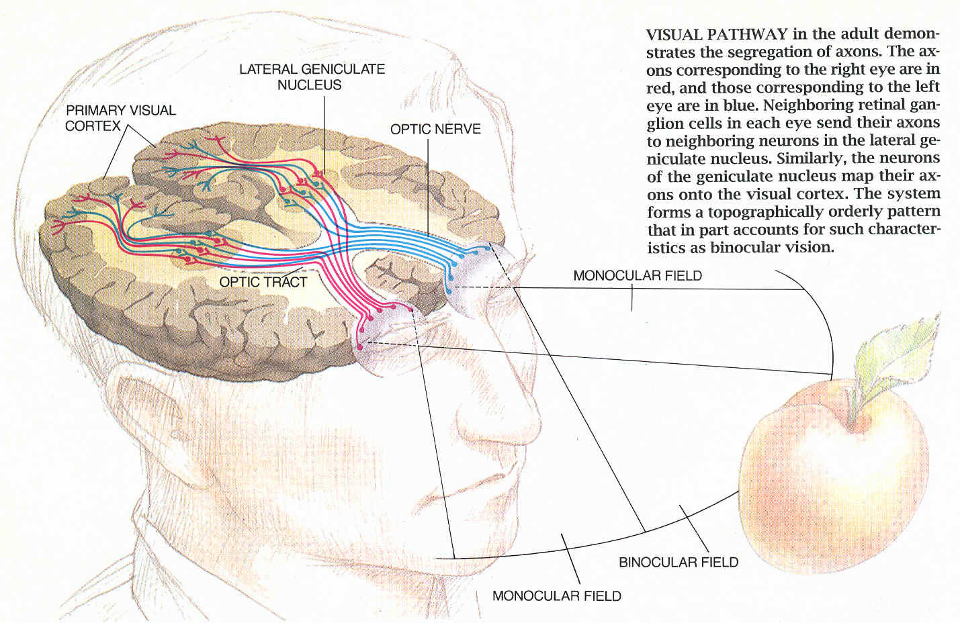 VISUAL PATHWAY in the adult demon-
strates the segregation of axons. The ax-
ons corresponding to the right eye are in
red, and those corresponding to the left
eye are in blue. Neighboring retinal gan-
glion cells in each eye send their axons
to neighboring neurons in the lateral ge-
niculate nucleus. Similarly, the neurons
of the geniculate nucleus map their ax-
ons onto the visual cortex. The system
forms a topographically orderly pattern
that in part accounts for such character-
istics as binocular vision.
LATERAL GENICULATE
NUCLEUS
PRIMARY VISUAL
CORTEX
OPTIC NERVE
OPTIC TRACT
MONOCULAR FIELD
BINOCULAR FIELD
MONOCULAR FIELD